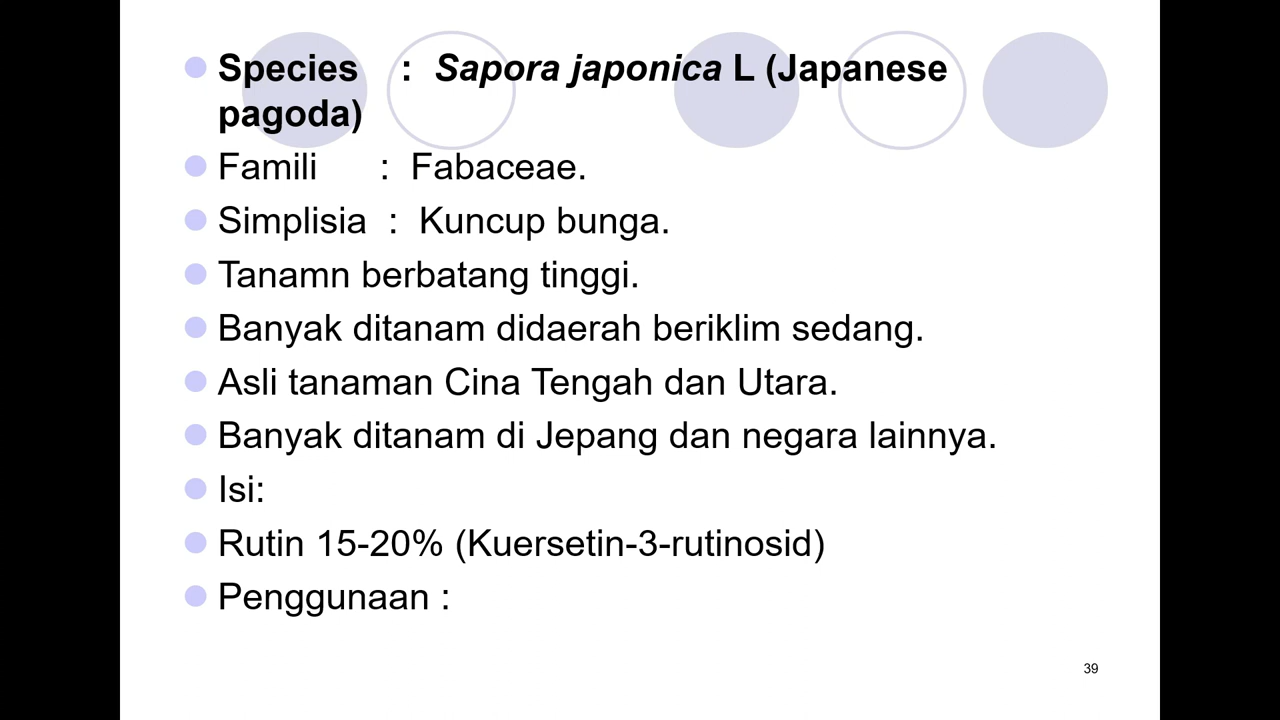 Species : Sapora japonica L (Japanese
pagoda)
Famili : Fabaceae.
Simplisia : Kuncup bunga.
Tanamn berbatang tinggi.
Banyak ditanam didaerah beriklim sedang.
Asli tanaman Cina Tengah dan Utara.
Banyak ditanam di Jepang dan negara lainnya.
Isi:
Rutin 15-20% (Kuersetin-3-rutinosid)
Penggunaan :
39